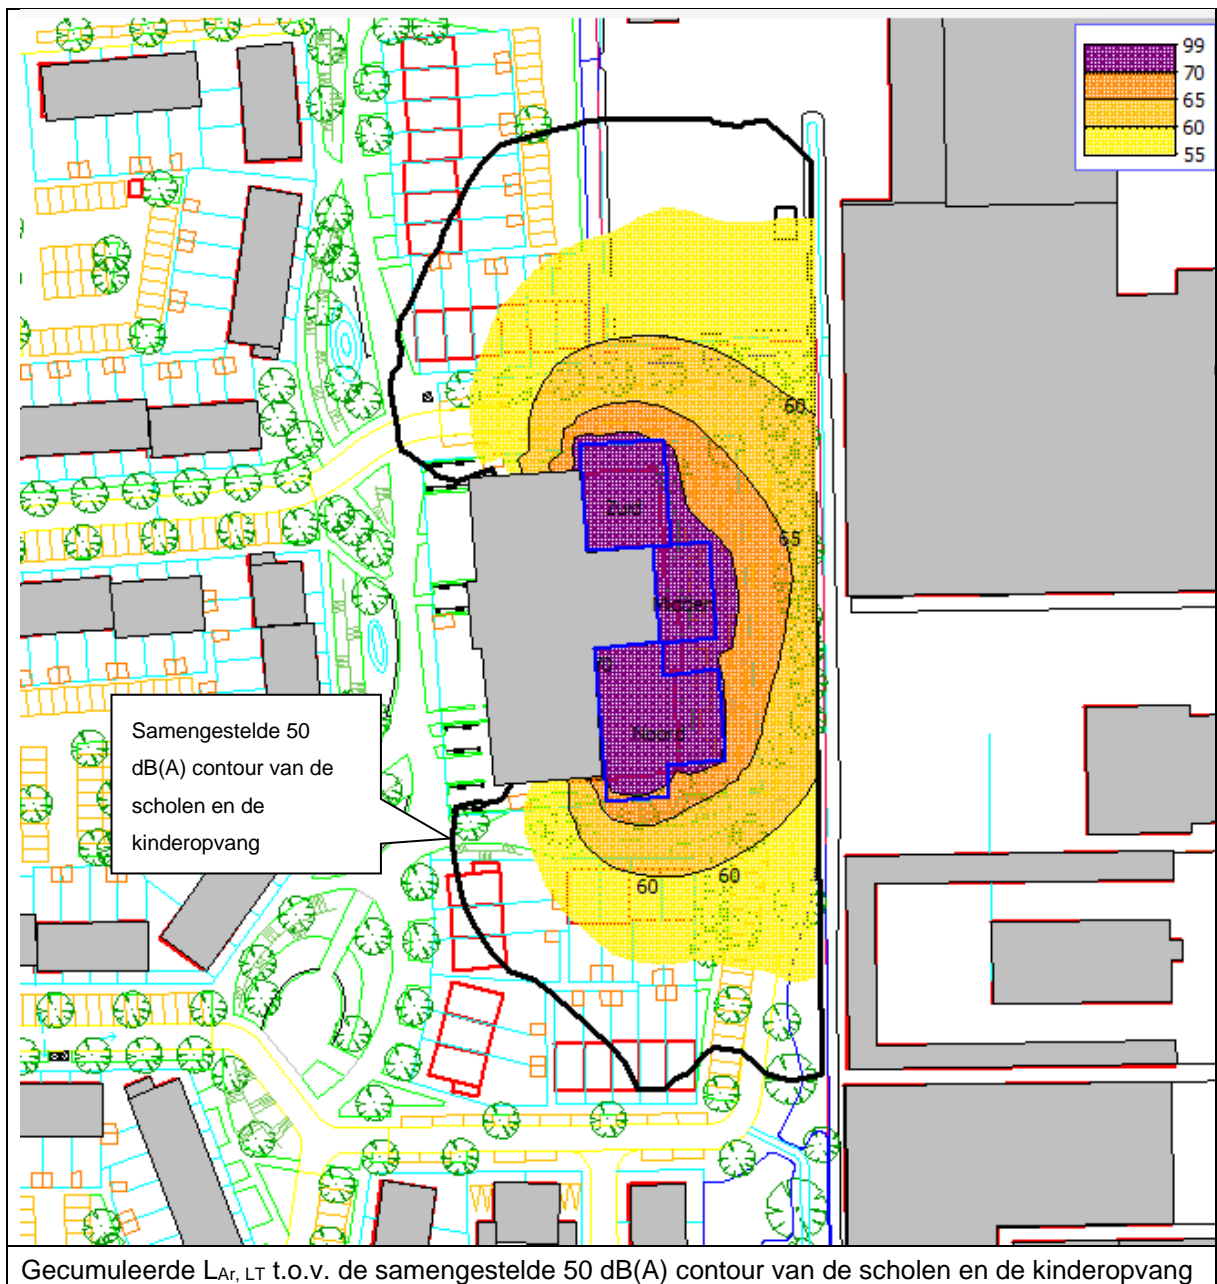 99
70
65
60
55
60
65
Zuid
Midden
Noord
60
60
Samengestelde 50
dB(A) contour van de
scholen en de
kinderopvang
Gecumuleerde LAr, LT t.o.v. de samengestelde 50 dB(A) contour van de scholen en de kinderopvang